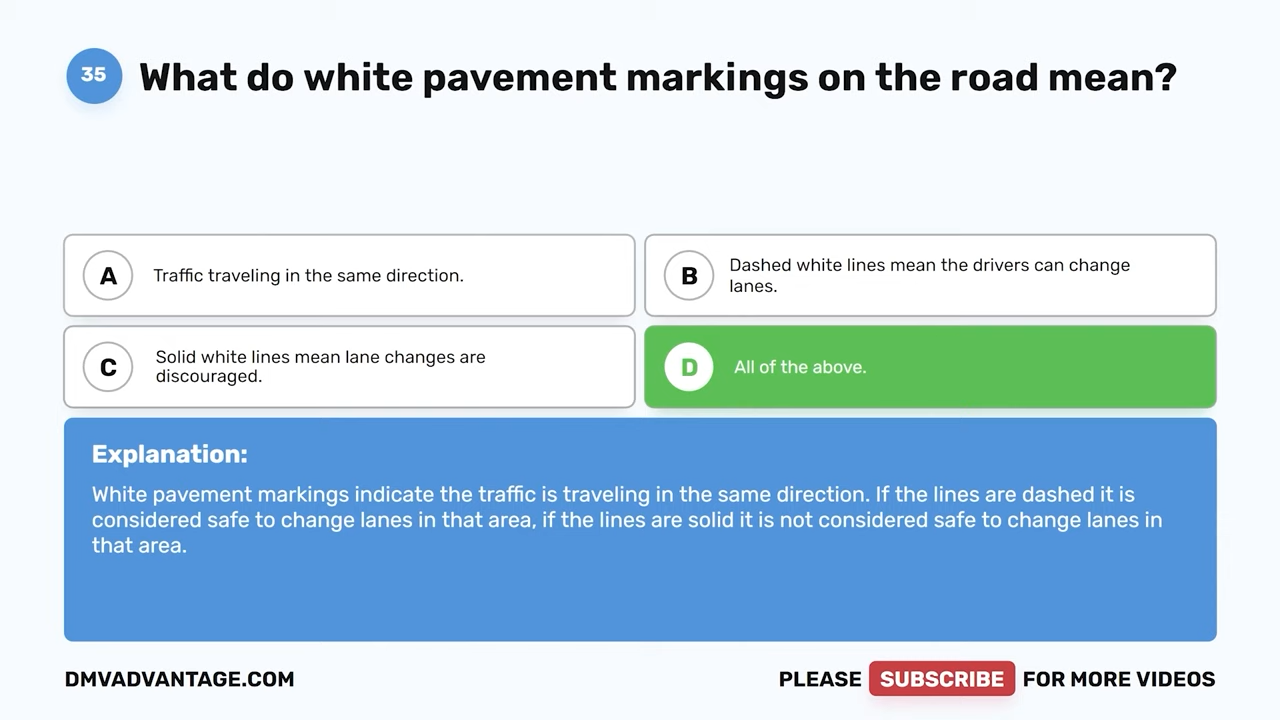 35
What do white pavement markings on the road mean?
A
Traffic traveling in the same direction.
B
Dashed white lines mean the drivers can change
lanes.
C
Solid white lines mean lane changes are
discouraged.
D
All of the above.
Explanation:
White pavement markings indicate the traffic is traveling in the same direction. If the lines are dashed it is
considered safe to change lanes in that area, if the lines are solid it is not considered safe to change lanes in
that area.
DMVADVANTAGE.COM
PLEASE SUBSCRIBE FOR MORE VIDEOS